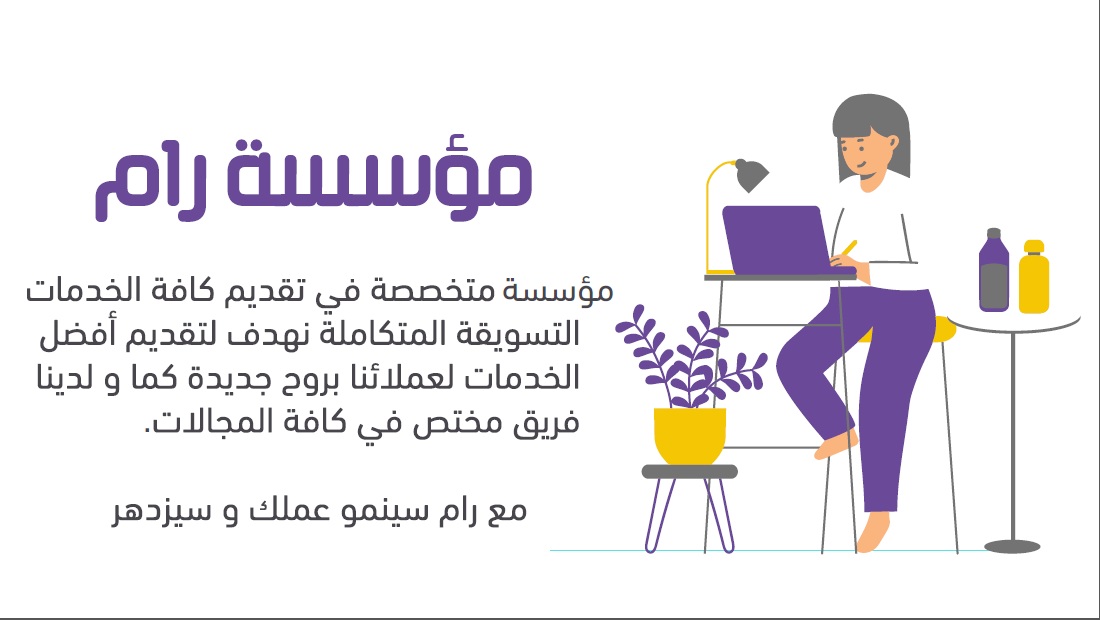 مؤسسة رام
مؤسسة متخصصة في تقديم كافة الخدمات
التسويقة المتكاملة نهدف لتقديم أفضل
الخدمات لعملائنا بروح جديدة كما و لدينا
فريق مختص في كافة المجالات.
مع رام سينمو عملك و سيزدهر